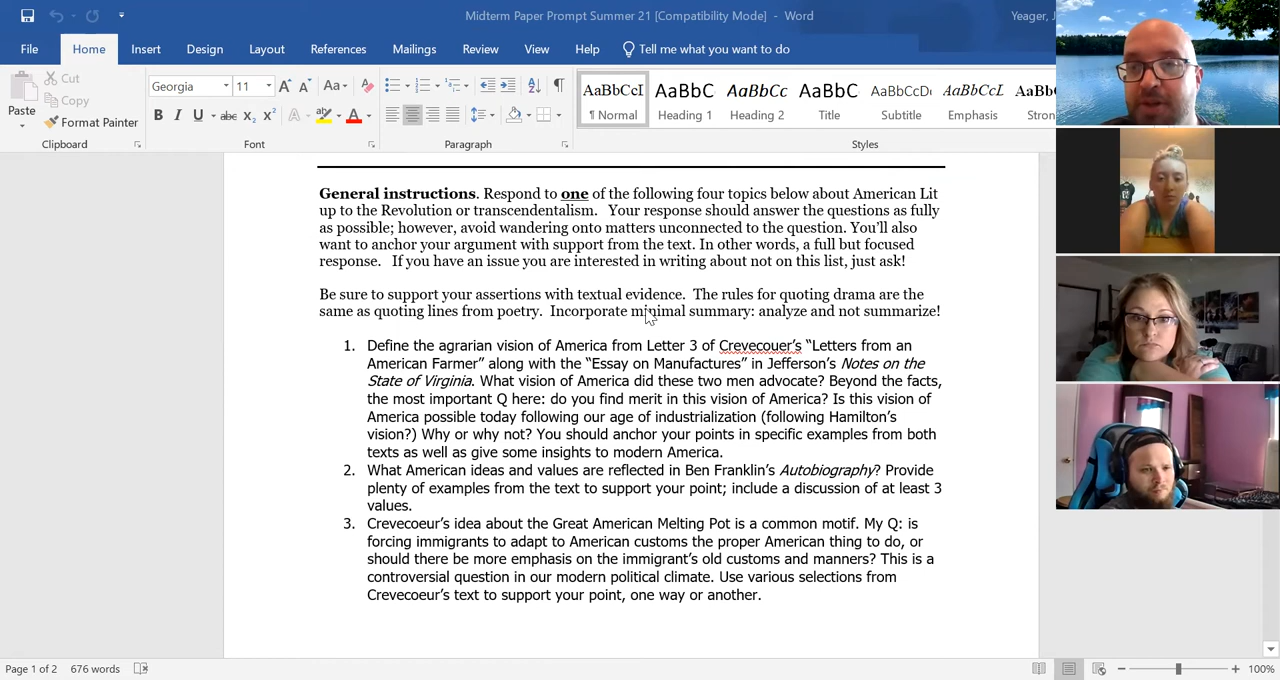 Midterm Paper Prompt Summer 21 [Compatibility Mode] - Word
Yeager, J
File Home Insert Design Layout References Mailings Review View Help Tell me what you want to do
Paste
Cut
Copy
Format Painter
Clipboard
Georgia 11
Font
Paragraph
AaBbCcI AaBbC AaBbCc AaBbC AaBbCcD AaBbCcL AaBb
¶ Normal Heading 1 Heading 2 Title Subtitle Emphasis Stron
Styles
General instructions. Respond to one of the following four topics below about American Lit
up to the Revolution or transcendentalism. Your response should answer the questions as fully
as possible; however, avoid wandering onto matters unconnected to the question. You’ll also
want to anchor your argument with support from the text. In other words, a full but focused
response. If you have an issue you are interested in writing about not on this list, just ask!
Be sure to support your assertions with textual evidence. The rules for quoting drama are the
same as quoting lines from poetry. Incorporate minimal summary: analyze and not summarize!
1. Define the agrarian vision of America from Letter 3 of Crevecouer’s “Letters from an
American Farmer” along with the “Essay on Manufactures” in Jefferson’s Notes on the
State of Virginia. What vision of America did these two men advocate? Beyond the facts,
the most important Q here: do you find merit in this vision of America? Is this vision of
America possible today following our age of industrialization (following Hamilton’s
vision?) Why or why not? You should anchor your points in specific examples from both
texts as well as give some insights to modern America.
2. What American ideas and values are reflected in Ben Franklin’s Autobiography? Provide
plenty of examples from the text to support your point; include a discussion of at least 3
values.
3. Crevecoeur’s idea about the Great American Melting Pot is a common motif. My Q: is
forcing immigrants to adapt to American customs the proper American thing to do, or
should there be more emphasis on the immigrant’s old customs and manners? This is a
controversial question in our modern political climate. Use various selections from
Crevecoeur’s text to support your point, one way or another.
Page 1 of 2 676 words
100%